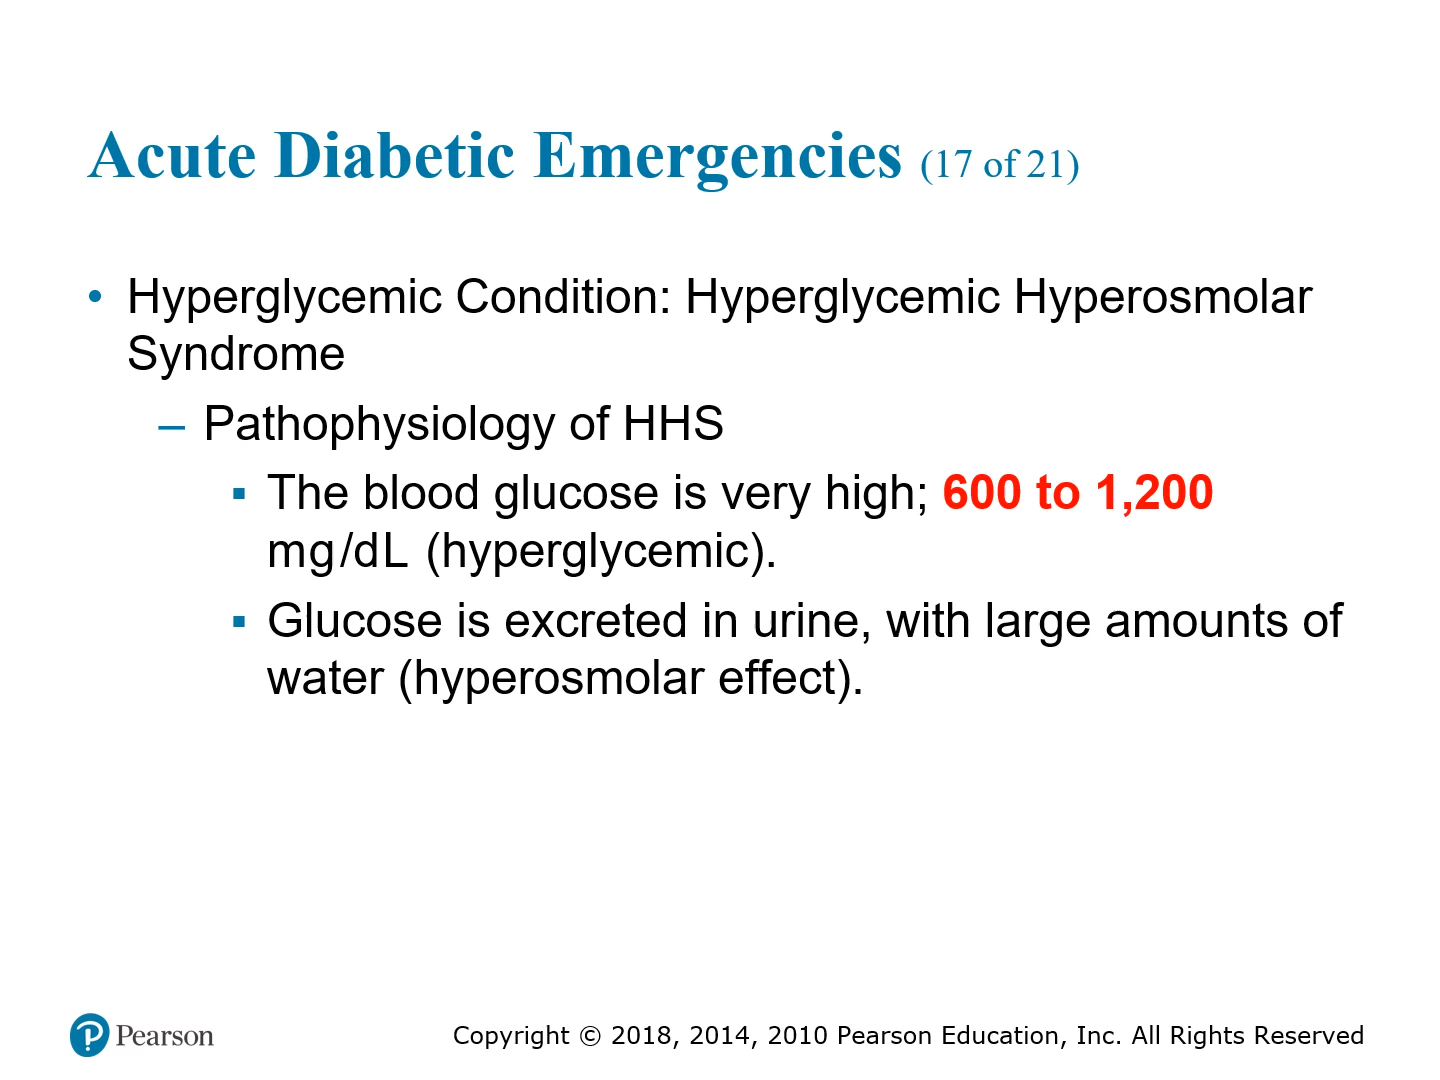 Acute Diabetic Emergencies (17 of 21)
• Hyperglycemic Condition: Hyperglycemic Hyperosmolar
Syndrome
– Pathophysiology of HHS
▪ The blood glucose is very high; 600 to 1,200
mg/dL (hyperglycemic).
▪ Glucose is excreted in urine, with large amounts of
water (hyperosmolar effect).
Pearson
Copyright © 2018, 2014, 2010 Pearson Education, Inc. All Rights Reserved